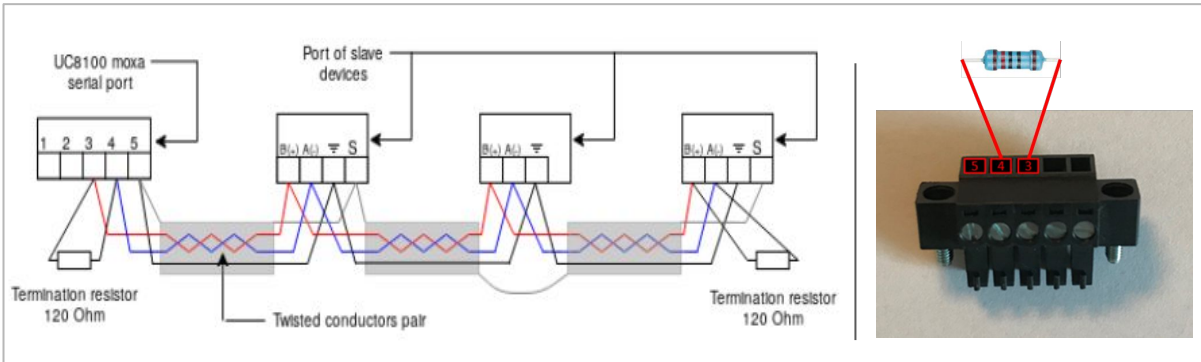 UC8100 moxa
serial port
Port of slave
devices
1 2 3 4 5
B(+) A(-) S
B(+) A(-)
B(+) A(-) S
Termination resistor
120 Ohm
Twisted conductors pair
Termination resistor
120 Ohm
5 4 3